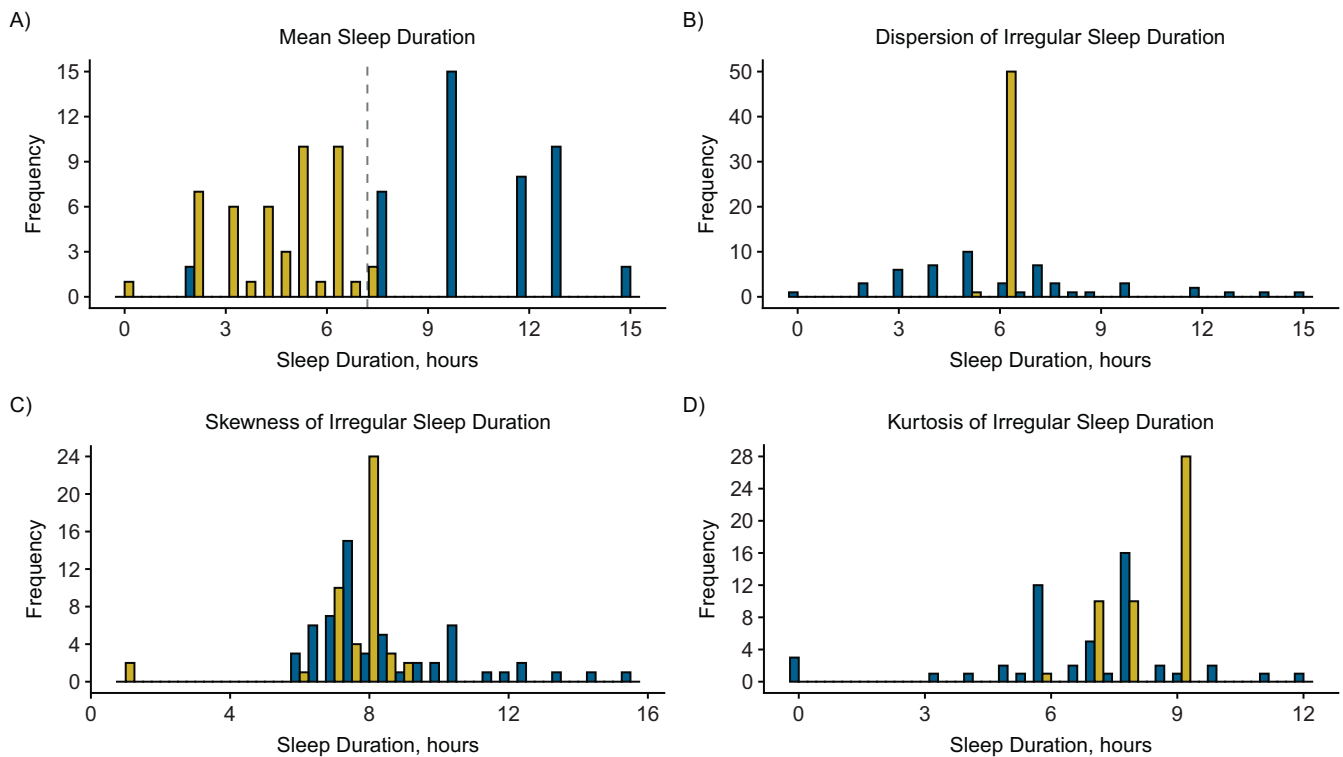 A)
Mean Sleep Duration
15
12
9
6
3
0
Frequency
0 3 6 9 12 15
Sleep Duration, hours
B)
Dispersion of Irregular Sleep Duration
50
40
30
20
10
0
Frequency
0 3 6 9 12 15
Sleep Duration, hours
C)
Skewness of Irregular Sleep Duration
24
20
16
12
8
4
0
Frequency
0 4 8 12 16
Sleep Duration, hours
D)
Kurtosis of Irregular Sleep Duration
28
24
20
16
12
8
4
0
Frequency
0 3 6 9 12
Sleep Duration, hours